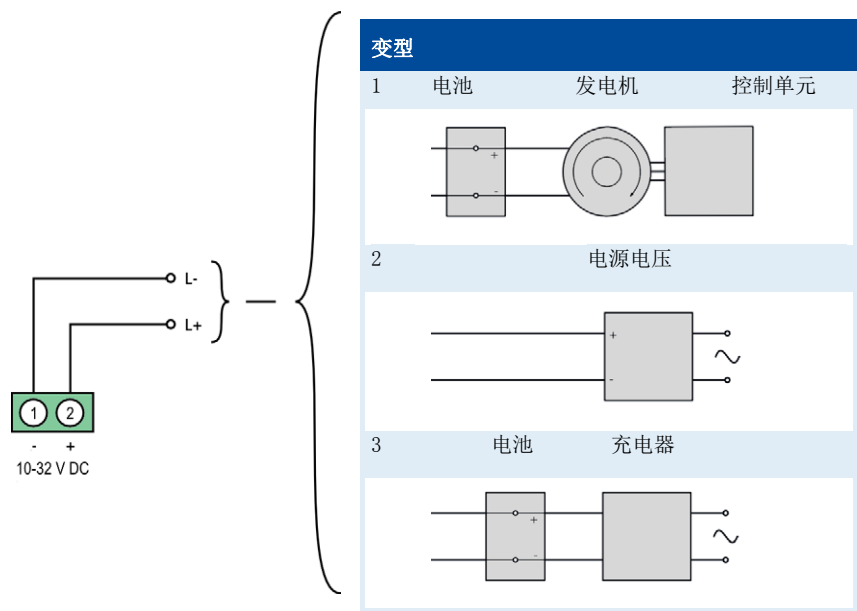 变型
1 电池 发电机 控制单元
+
-
2 电源电压
+
-
3 电池 充电器
+
-
L-
L+
1 2
- +
10-32 V DC